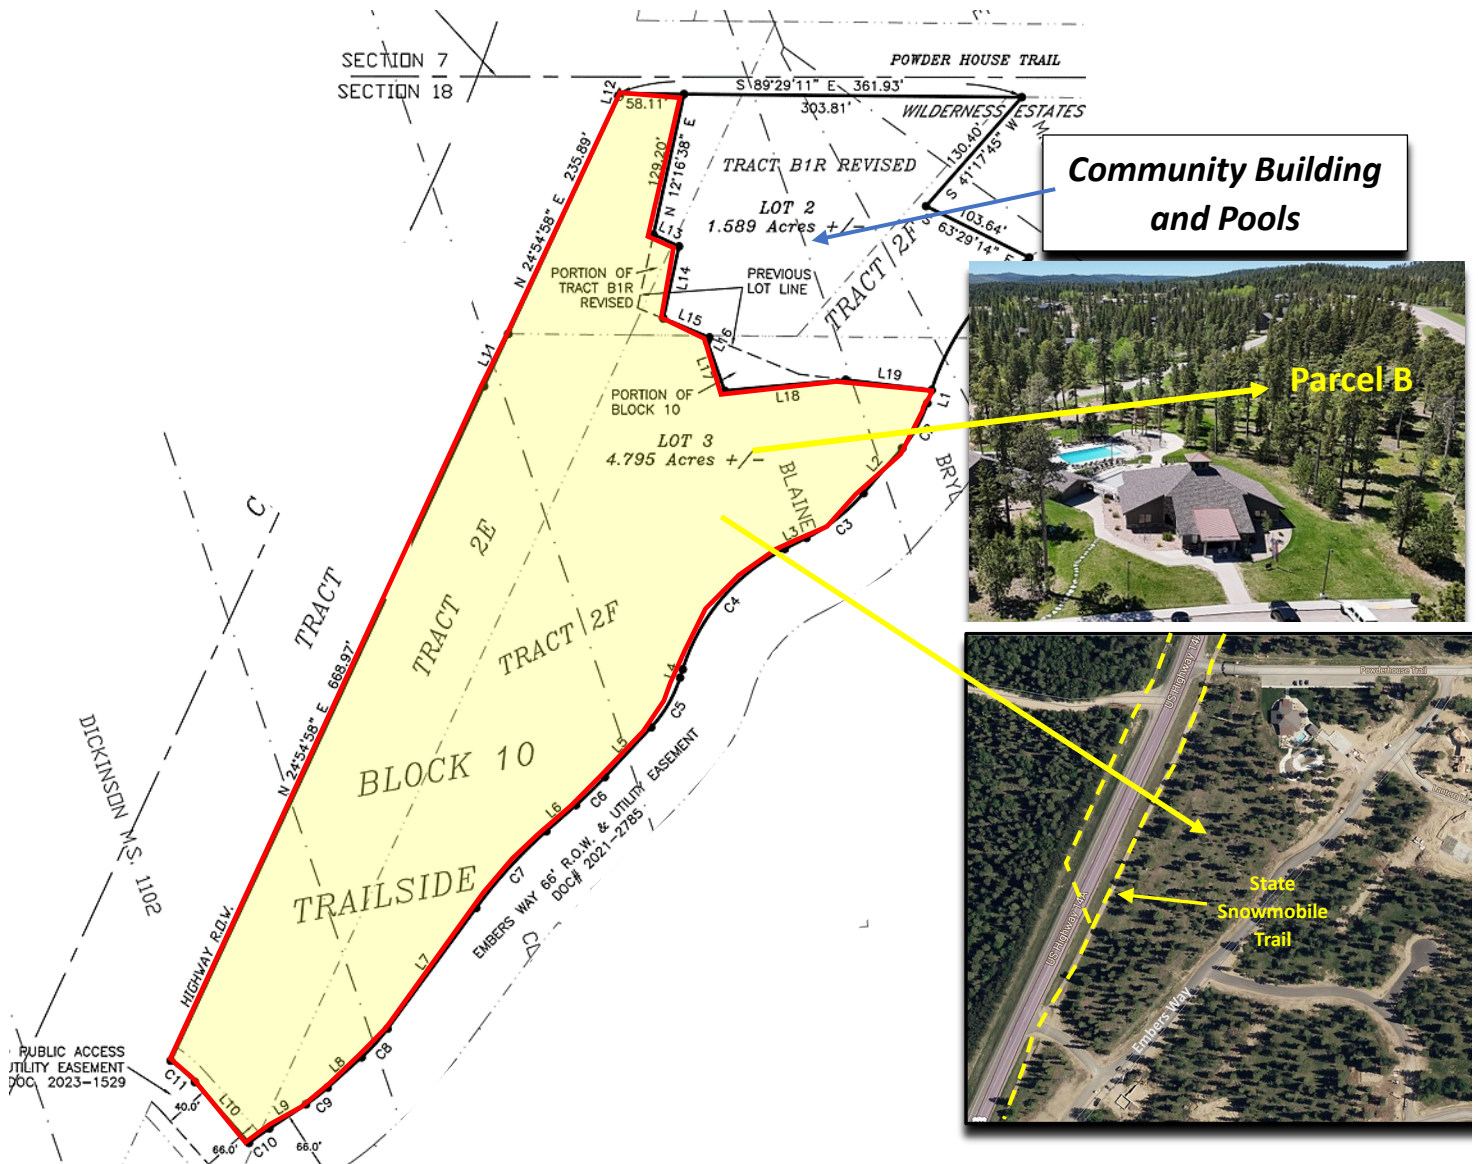 SECTION 7
SECTION 18
POWDER HOUSE TRAIL
L12
S 89°29'11" E 361.93'
58.11'
303.81'
WILDERNESS ESTATES
M
N 24°54'58" E 235.89'
129.20'
N 12°16'38" E
TRACT B1R REVISED
130.40'
S 41°17'45" W
Community Building
and Pools
LOT 2
1.589 Acres +/-
103.64'
S 63°29'14" E
TRACT 2F
L13
L14
PORTION OF
TRACT B1R
REVISED
PREVIOUS
LOT LINE
L15
L16
L11
L17
L18
L19
L1
PORTION OF
BLOCK 10
Parcel B
LOT 3
4.795 Acres +/-
BLAINE
L2
BRYL
C3
L3
C
TRACT
2E
TRACT
TRACT 2F
C4
L4
C5
L5
C6
L6
C7
N 24°54'58" E 668.97'
DICKINSON M.S. 1102
BLOCK 10
TRAILSIDE
HIGHWAY R.O.W.
EMBERS WAY 66' R.O.W. & UTILITY EASEMENT
DOC# 2021-2785
L7
C8
L8
C9
L9
C10
L10
C11
PUBLIC ACCESS
UTILITY EASEMENT
DOC. 2023-1529
40.0'
66.0'
66.0'
US Highway 14A
Powderhouse Trail
State
Snowmobile
Trail
US Highway 14A
Embers Way